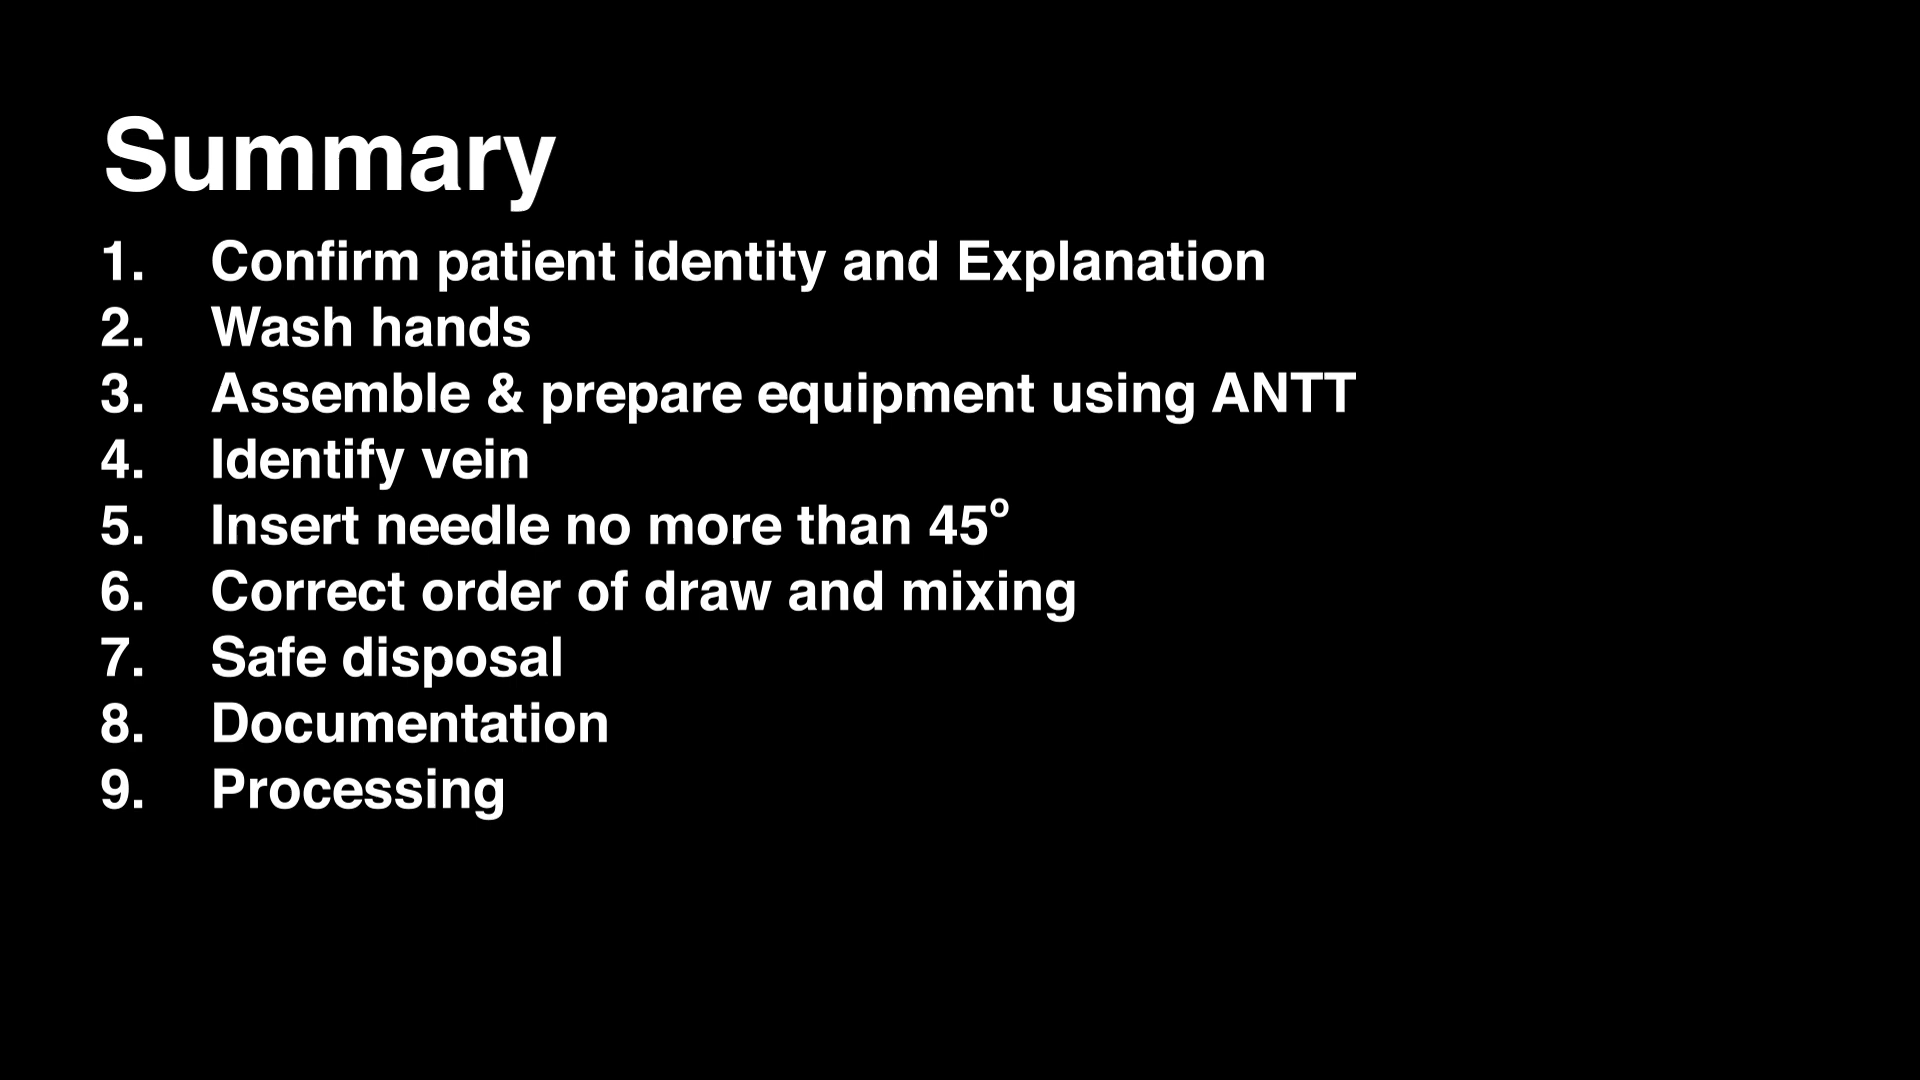 Summary
1. Confirm patient identity and Explanation
2. Wash hands
3. Assemble & prepare equipment using ANTT
4. Identify vein
5. Insert needle no more than 45º
6. Correct order of draw and mixing
7. Safe disposal
8. Documentation
9. Processing